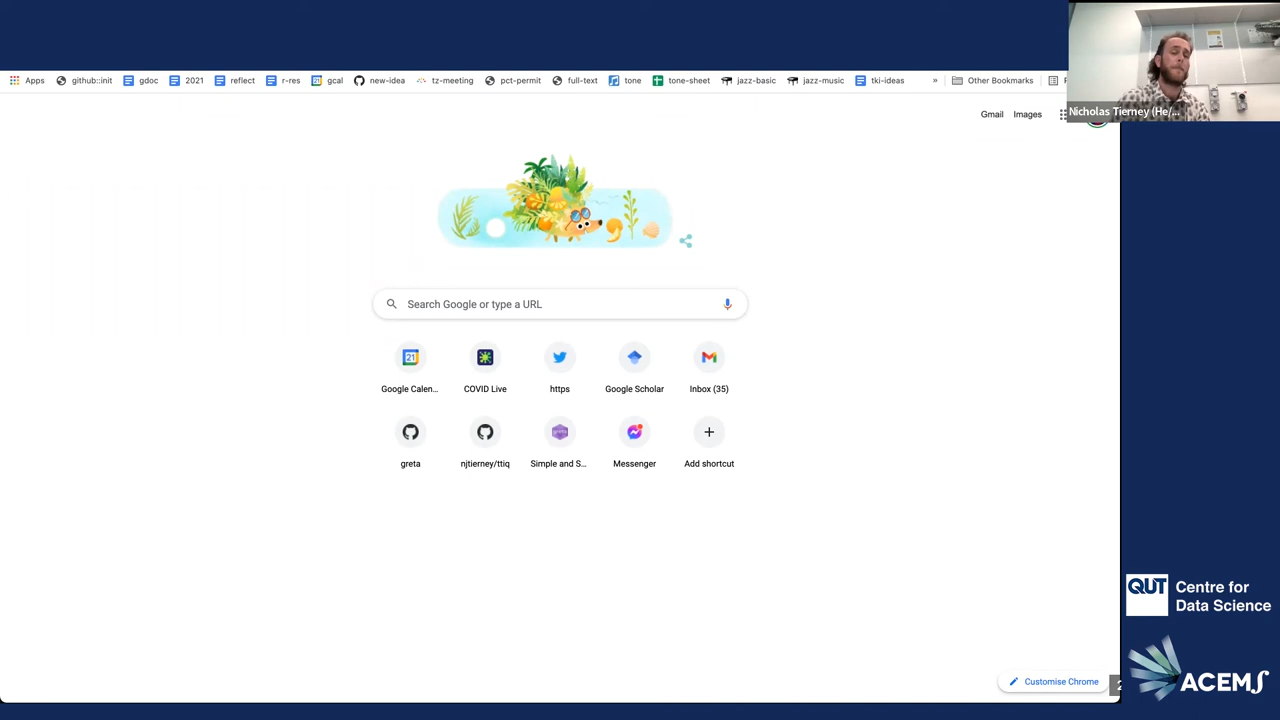 Apps github::init gdoc 2021 reflect r-res gcal new-idea tz-meeting pct-permit full-text tone tone-sheet jazz-basic jazz-music tki-ideas » Other Bookmarks
Nicholas Tierney (He/...
Gmail Images
Search Google or type a URL
21
Google Calen... COVID Live https Google Scholar Inbox (35)
greta njtierney/ttiq Simple and S... Messenger Add shortcut
QUT Centre for
Data Science
ACEMS
Customise Chrome